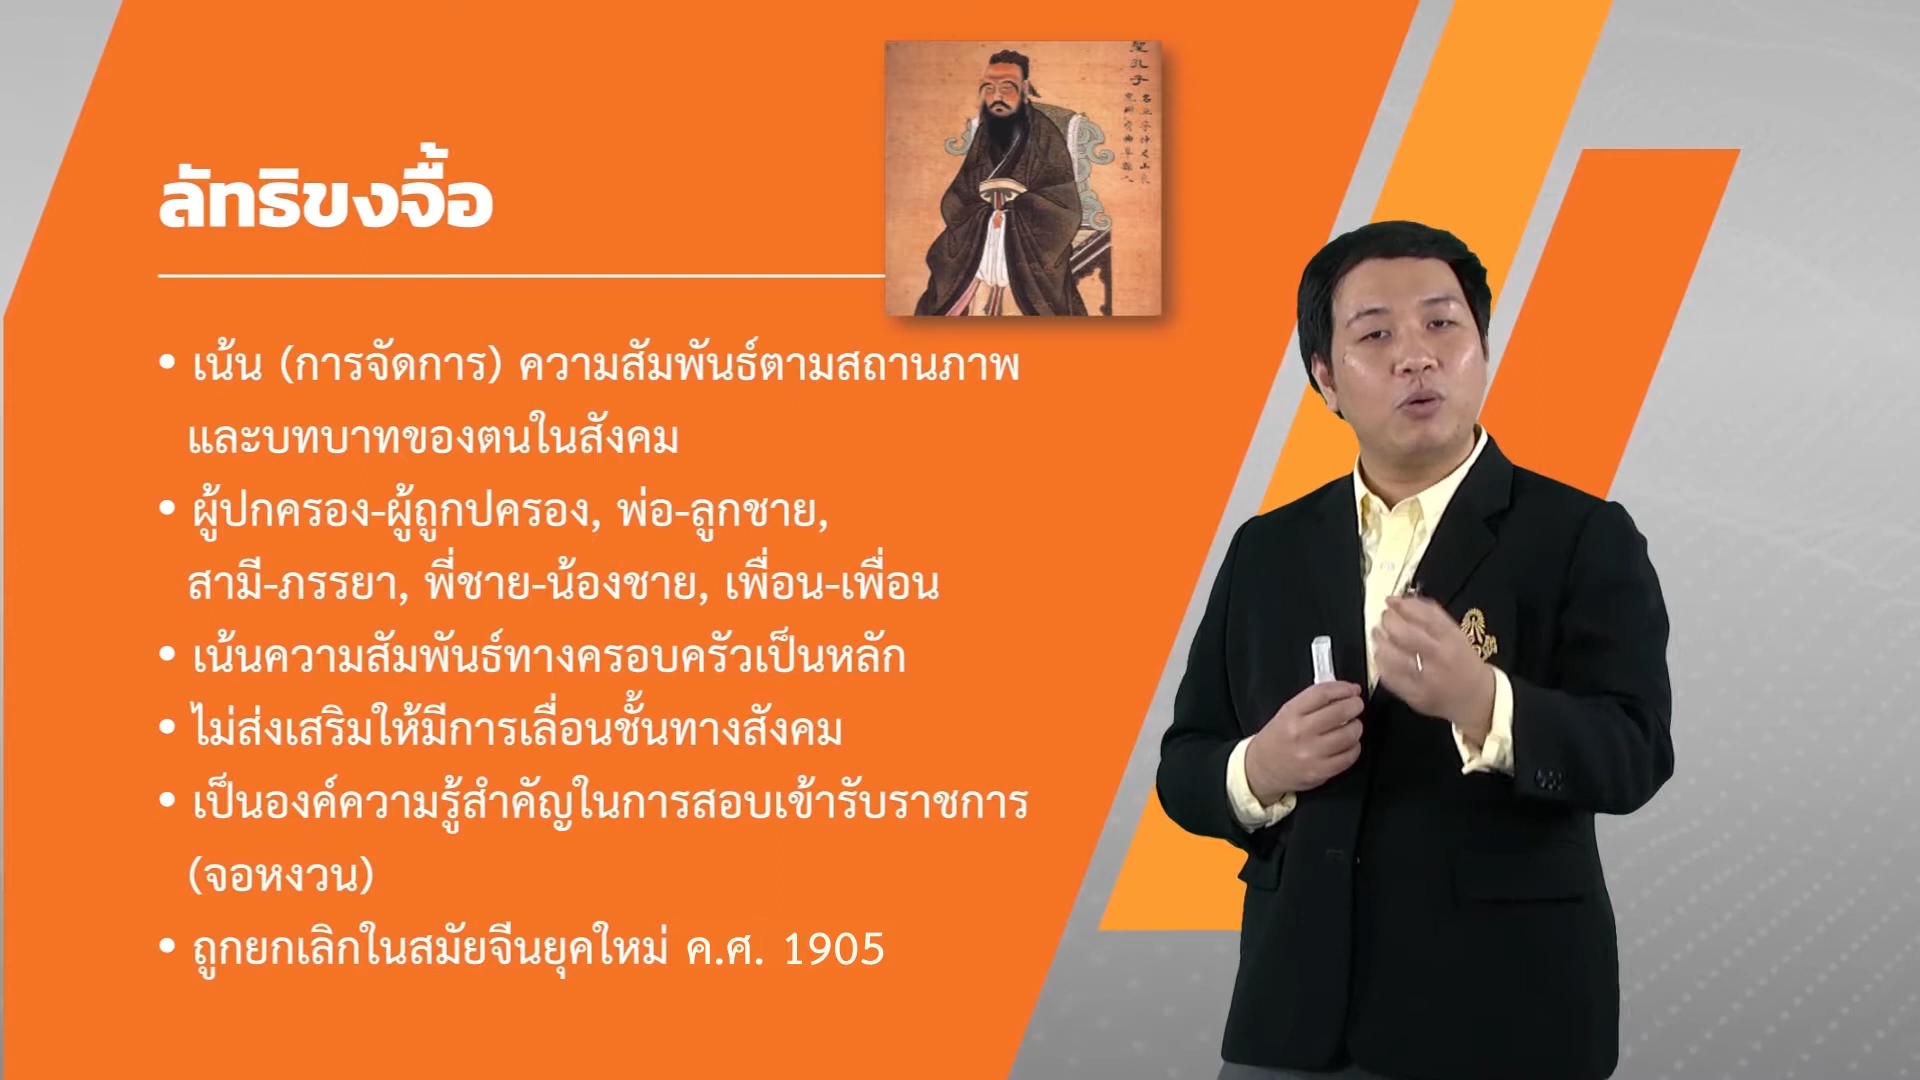 ลัทธิขงจื้อ
聖孔子
• เน้น (การจัดการ) ความสัมพันธ์ตามสถานภาพ
และบทบาทของตนในสังคม
• ผู้ปกครอง-ผู้ถูกปครอง, พ่อ-ลูกชาย,
สามี-ภรรยา, พี่ชาย-น้องชาย, เพื่อน-เพื่อน
• เน้นความสัมพันธ์ทางครอบครัวเป็นหลัก
• ไม่ส่งเสริมให้มีการเลื่อนชั้นทางสังคม
• เป็นองค์ความรู้สำคัญในการสอบเข้ารับราชการ
(จอหงวน)
• ถูกยกเลิกในสมัยจีนยุคใหม่ ค.ศ. 1905